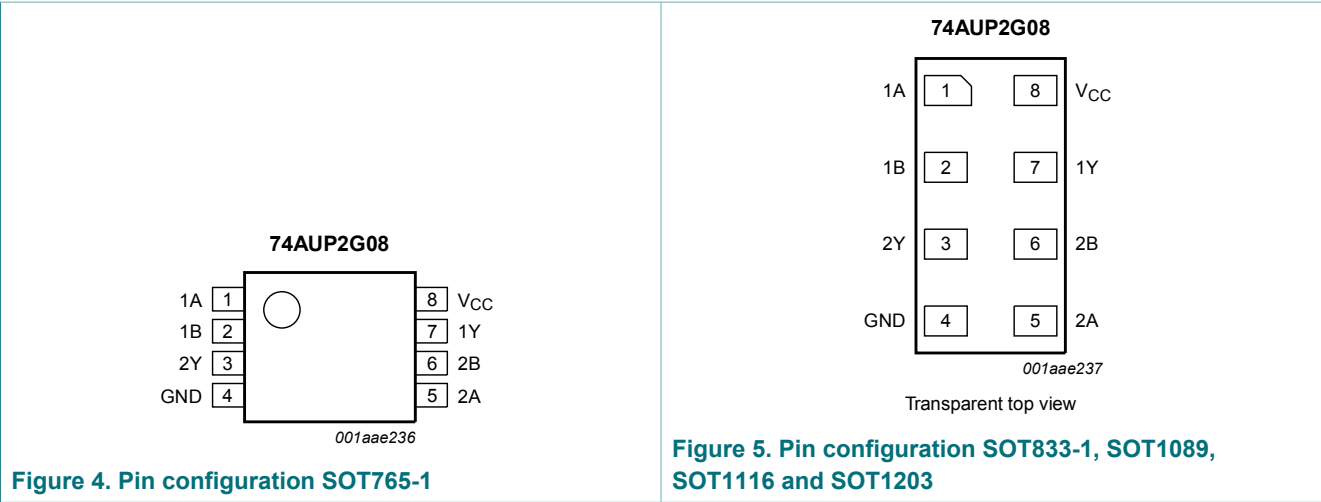 74AUP2G08
1A 1 8 VCC
1B 2 7 1Y
2Y 3 6 2B
GND 4 5 2A
001aae236
Figure 4. Pin configuration SOT765-1
74AUP2G08
1A 1 8 VCC
1B 2 7 1Y
2Y 3 6 2B
GND 4 5 2A
001aae237
Transparent top view
Figure 5. Pin configuration SOT833-1, SOT1089,
SOT1116 and SOT1203